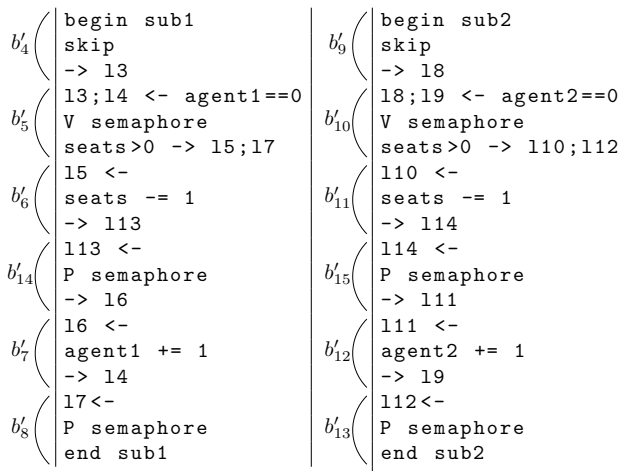 b′4 begin sub1
skip
-> l3
b′5 l3;l4 <- agent1==0
V semaphore
seats>0 -> l5;l7
b′6 l5 <-
seats -= 1
-> l13
b′14 l13 <-
P semaphore
-> l6
b′7 l6 <-
agent1 += 1
-> l4
b′8 l7<-
P semaphore
end sub1
b′9 begin sub2
skip
-> l8
b′10 l8;l9 <- agent2==0
V semaphore
seats>0 -> l10;l12
b′11 l10 <-
seats -= 1
-> l14
b′15 l14 <-
P semaphore
-> l11
b′12 l11 <-
agent2 += 1
-> l9
b′13 l12<-
P semaphore
end sub2